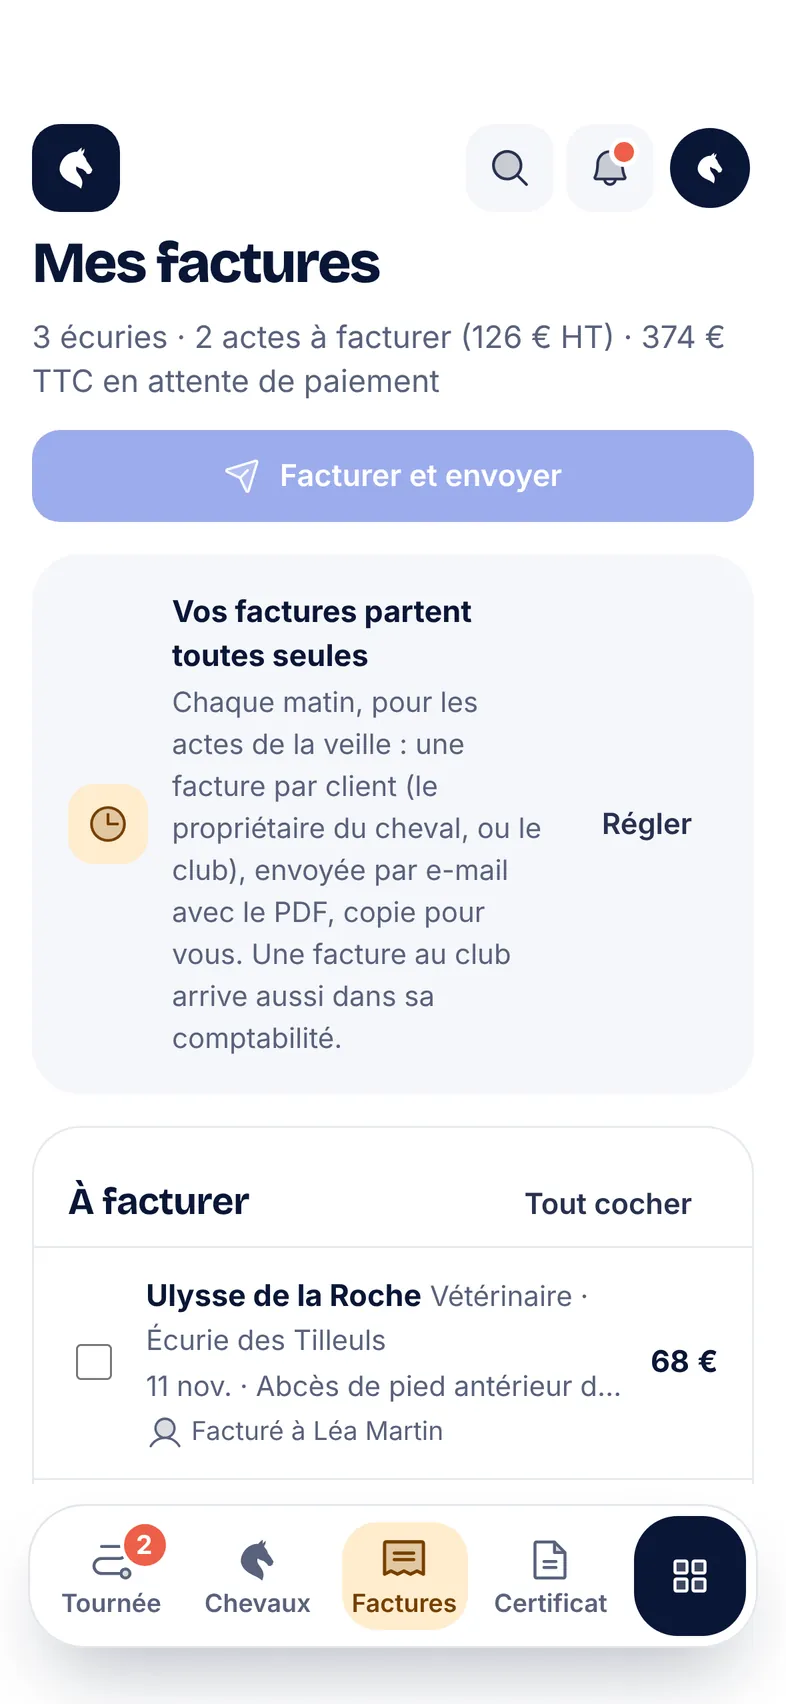 Mes factures
3 écuries · 2 actes à facturer (126 € HT) · 374 €
TTC en attente de paiement
Facturer et envoyer
Vos factures partent
toutes seules
Chaque matin, pour les
actes de la veille : une
facture par client (le
propriétaire du cheval, ou le
club), envoyée par e-mail
avec le PDF, copie pour
vous. Une facture au club
arrive aussi dans sa
comptabilité.
Régler
À facturer
Tout cocher
Ulysse de la Roche Vétérinaire ·
Écurie des Tilleuls
11 nov. · Abcès de pied antérieur d...
Facturé à Léa Martin
68 €
2
Tournée
Chevaux
Factures
Certificat